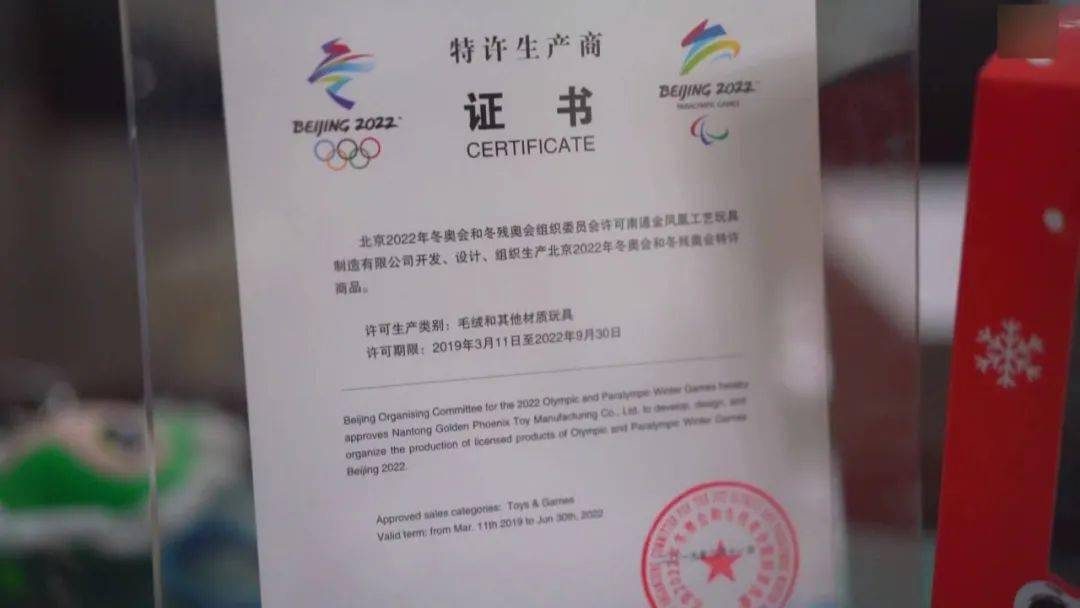 特许生产商
证 书
CERTIFICATE
BEIJING 2022™
BEIJING 2022™
PARALYMPIC GAMES
北京2022年冬奥会和冬残奥会组织委员会许可南通金凤凰工艺玩具
制造有限公司开发、设计、组织生产北京2022年冬奥会和冬残奥会特许
商品。
许可生产类别：毛绒和其他材质玩具
许可期限：2019年3月11日至2022年9月30日
Beijing Organising Committee for the 2022 Olympic and Paralympic Winter Games hereby
approves Nantong Golden Phoenix Toy Manufacturing Co., Ltd. to develop, design, and
organize the production of licensed products of Olympic and Paralympic Winter Games
Beijing 2022.
Approved sales categories: Toys & Games
Valid term: from Mar. 11th 2019 to Jun 30th, 2022